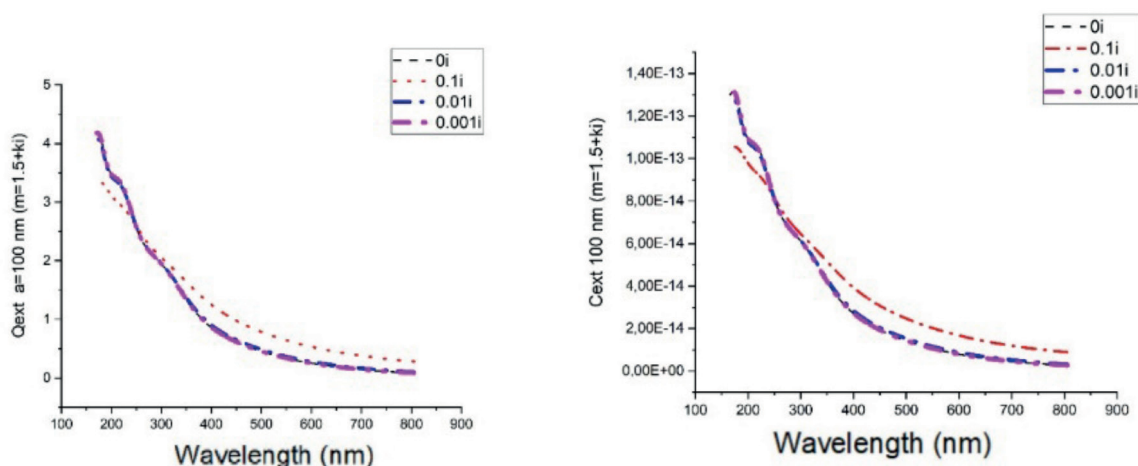 0i
0.1i
0.01i
0.001i
5
4
3
2
1
0
Qext a=100 nm (m=1.5+ki)
100 200 300 400 500 600 700 800 900
Wavelength (nm)
0i
0.1i
0.01i
0.001i
1,40E-13
1,20E-13
1,00E-13
8,00E-14
6,00E-14
4,00E-14
2,00E-14
0,00E+00
Cext 100 nm (m=1.5+ki)
100 200 300 400 500 600 700 800 900
Wavelength (nm)